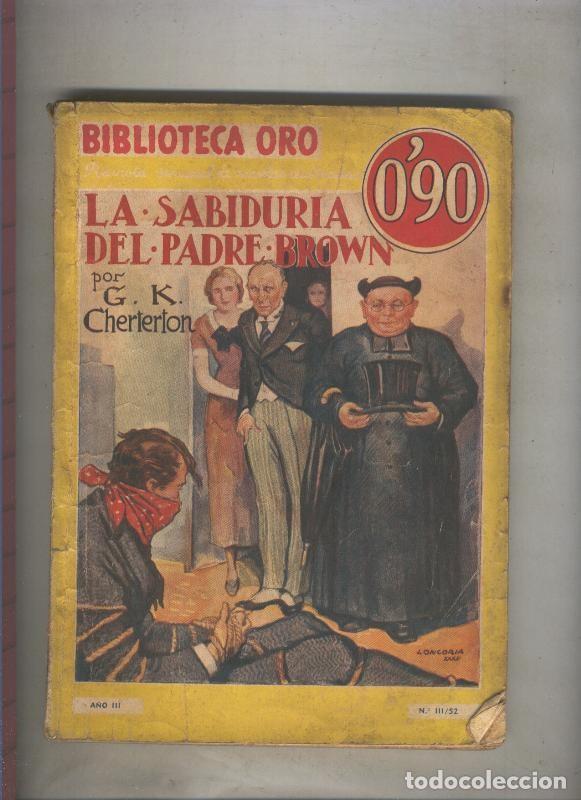 BIBLIOTECA ORO
0'90
LA·SABIDURIA
DEL·PADRE·BROWN
por
G. K.
Cherterton
LONGORIA
AÑO III
N.º III/52
todocoleccion